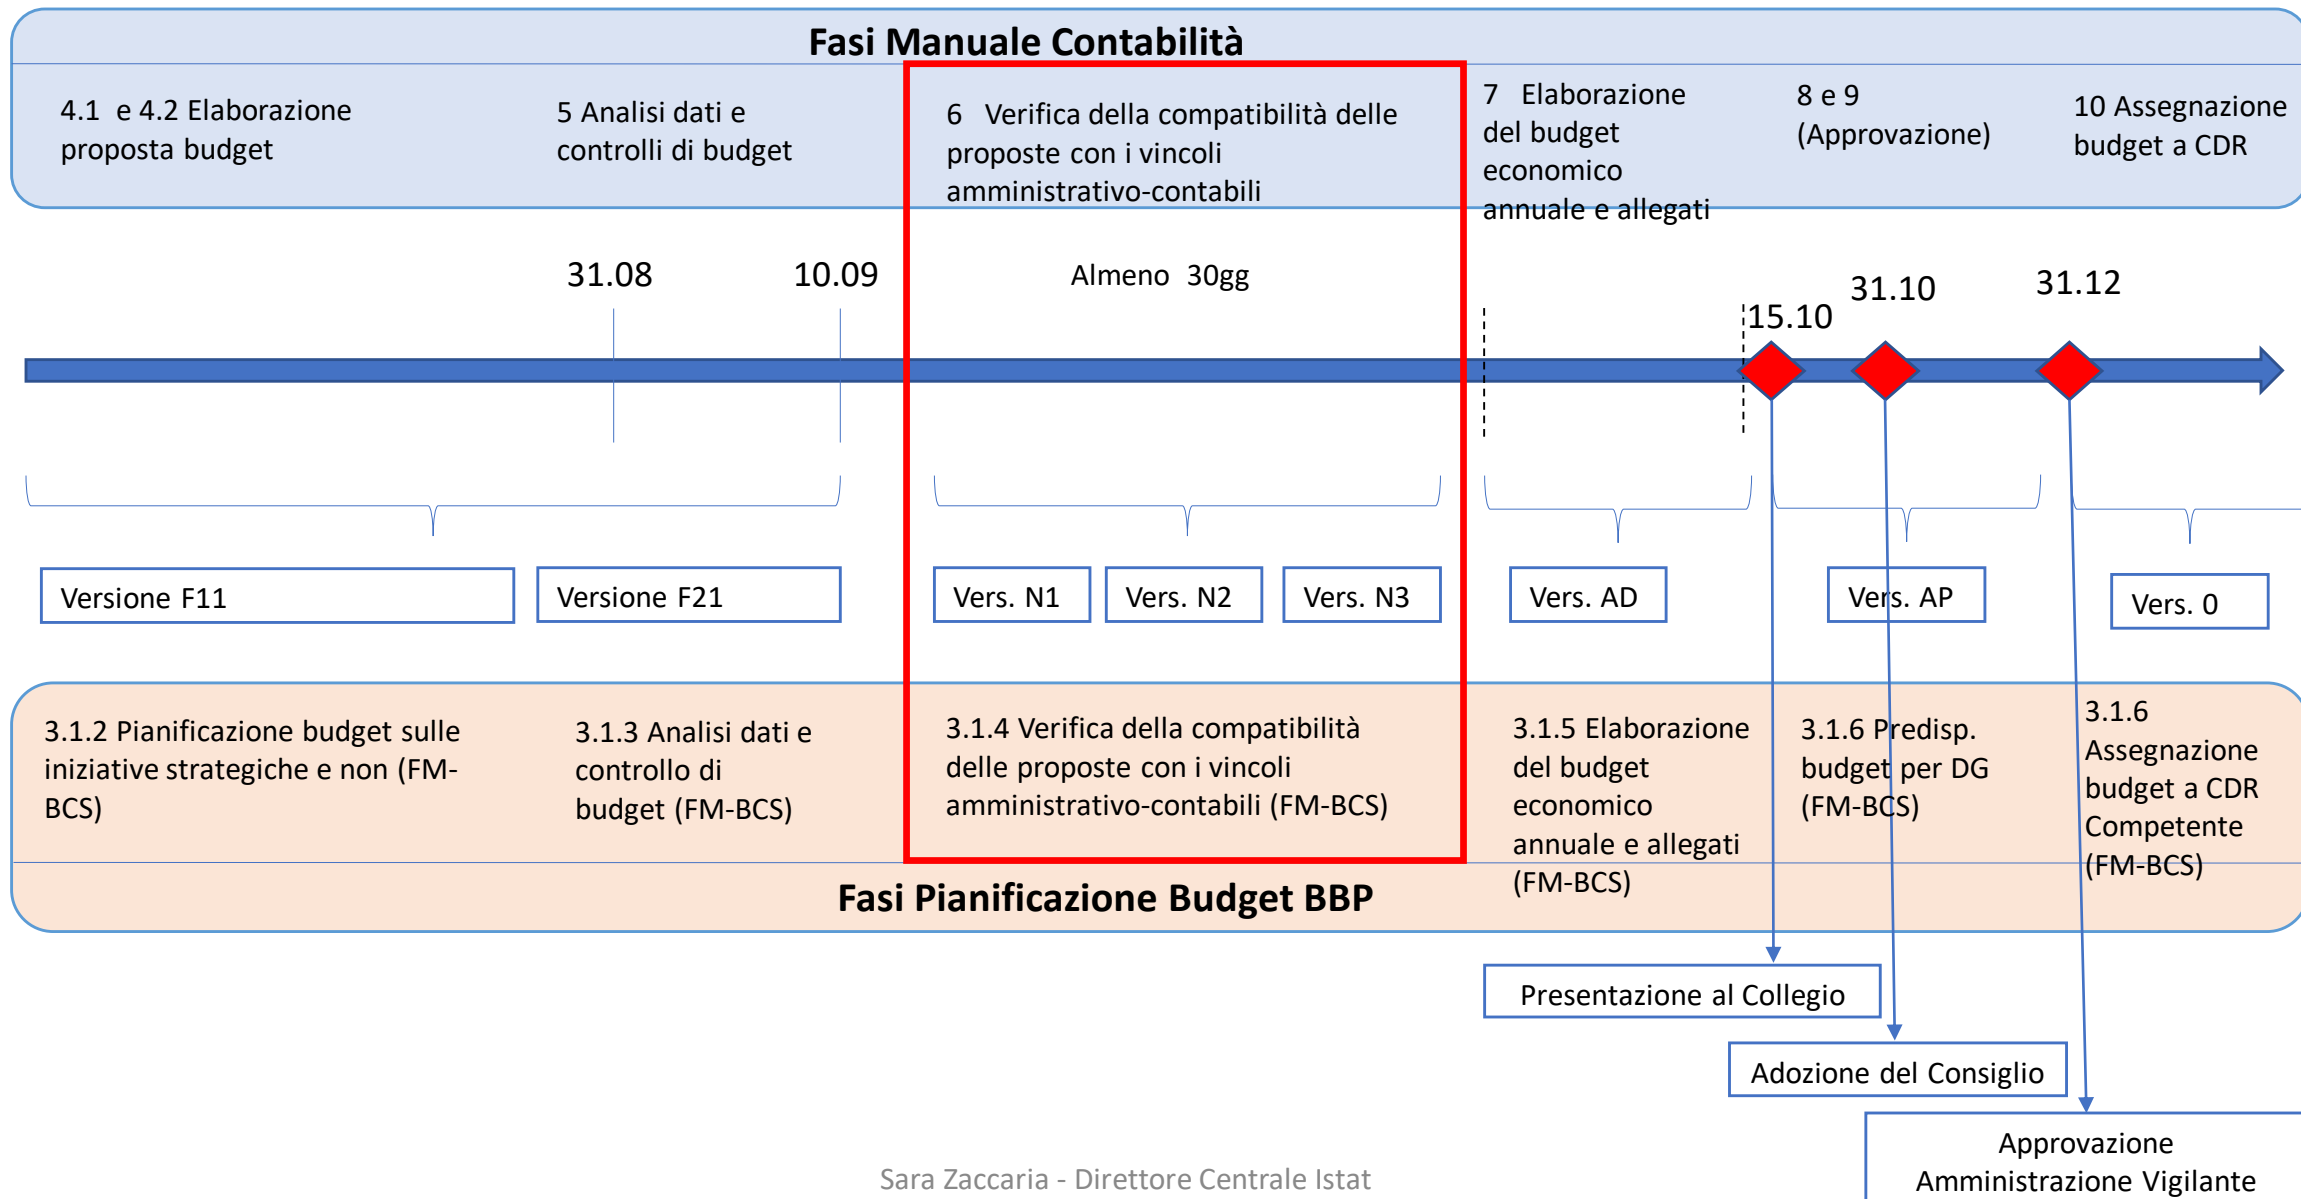 Fasi Manuale Contabilità
4.1 e 4.2 Elaborazione
proposta budget
5 Analisi dati e
controlli di budget
6 Verifica della compatibilità delle
proposte con i vincoli
amministrativo-contabili
7 Elaborazione
del budget
economico
annuale e allegati
8 e 9
(Approvazione)
10 Assegnazione
budget a CDR
31.08
10.09
Almeno 30gg
15.10
31.10
31.12
Versione F11
Versione F21
Vers. N1
Vers. N2
Vers. N3
Vers. AD
Vers. AP
Vers. 0
3.1.2 Pianificazione budget sulle
iniziative strategiche e non (FM-
BCS)
3.1.3 Analisi dati e
controllo di
budget (FM-BCS)
3.1.4 Verifica della compatibilità
delle proposte con i vincoli
amministrativo-contabili (FM-BCS)
3.1.5 Elaborazione
del budget
economico
annuale e allegati
(FM-BCS)
3.1.6 Predisp.
budget per DG
(FM-BCS)
3.1.6
Assegnazione
budget a CDR
Competente
(FM-BCS)
Fasi Pianificazione Budget BBP
Presentazione al Collegio
Adozione del Consiglio
Approvazione
Amministrazione Vigilante
Sara Zaccaria - Direttore Centrale Istat